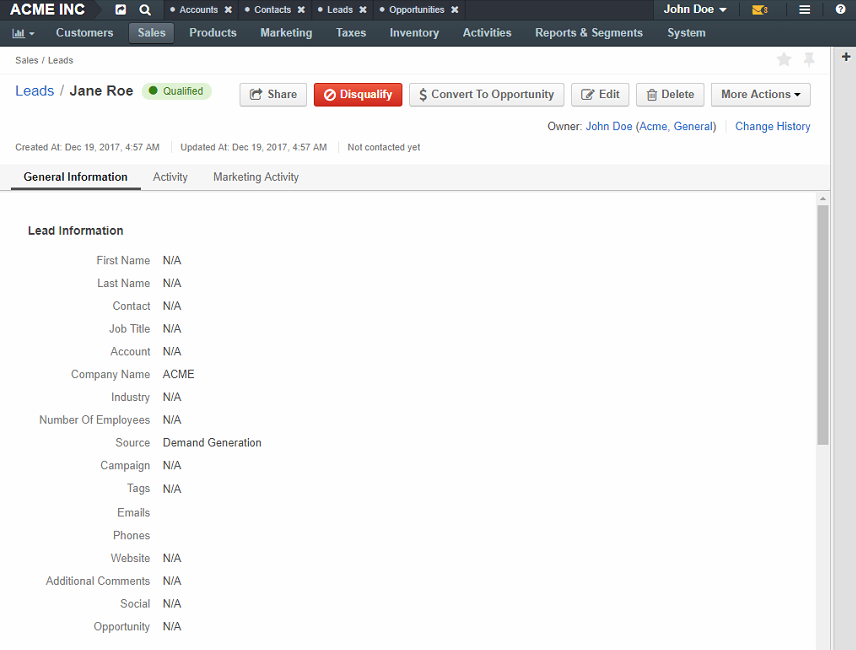 ACME INC
Accounts Contacts Leads Opportunities
John Doe
Customers Sales Products Marketing Taxes Inventory Activities Reports & Segments System
Sales / Leads
Leads / Jane Roe Qualified Share Disqualify $ Convert To Opportunity Edit Delete More Actions
Owner: John Doe (Acme, General) Change History
Created At: Dec 19, 2017, 4:57 AM Updated At: Dec 19, 2017, 4:57 AM Not contacted yet
General Information Activity Marketing Activity
Lead Information
First Name N/A
Last Name N/A
Contact N/A
Job Title N/A
Account N/A
Company Name ACME
Industry N/A
Number Of Employees N/A
Source Demand Generation
Campaign N/A
Tags N/A
Emails
Phones
Website N/A
Additional Comments N/A
Social N/A
Opportunity N/A